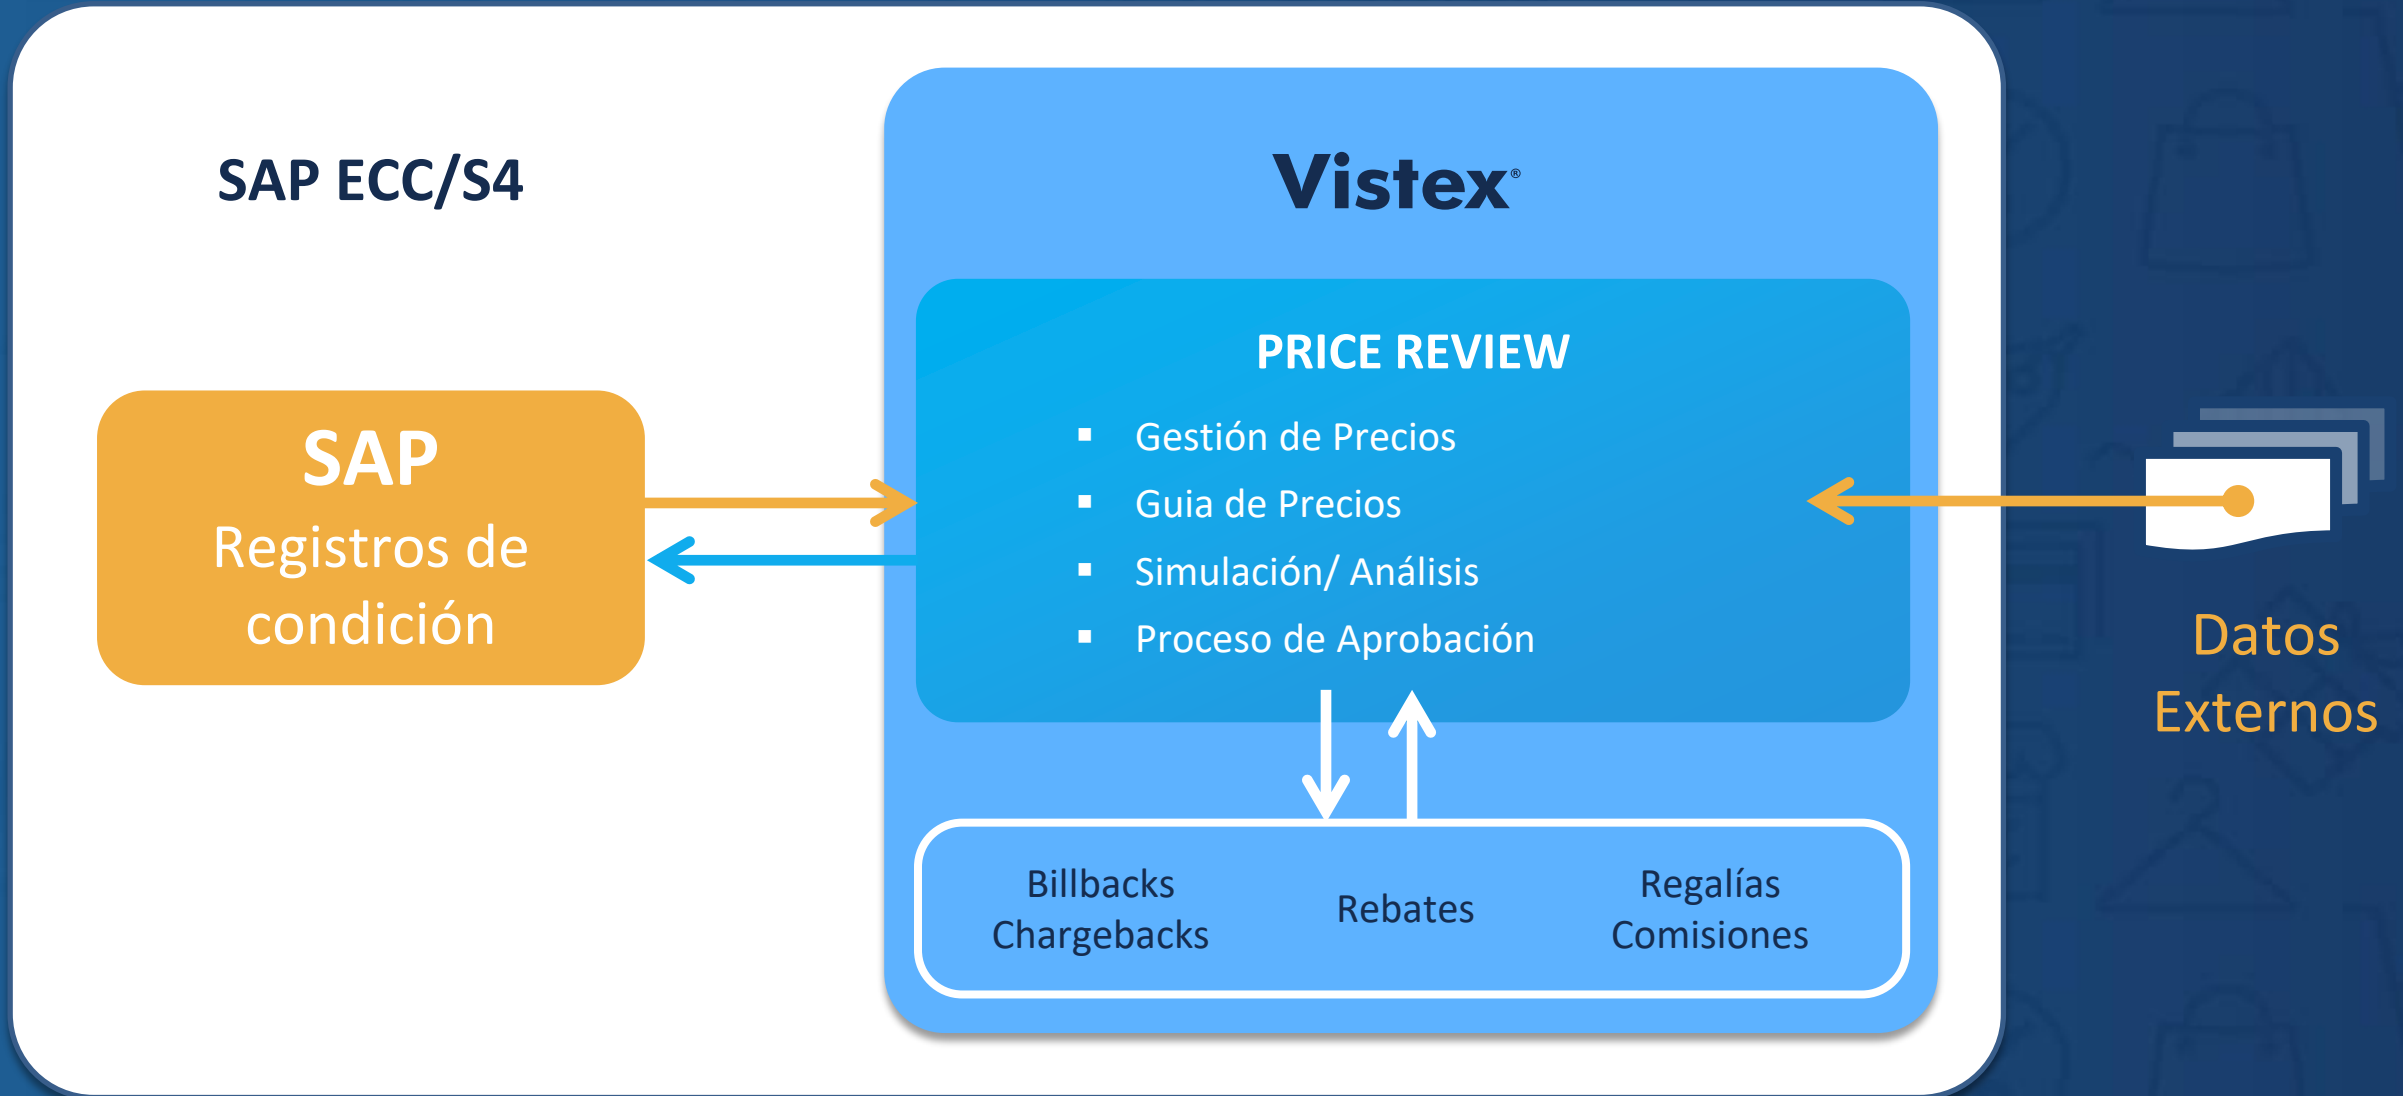 SAP ECC/S4
Vistex®
PRICE REVIEW
▪ Gestión de Precios
▪ Guia de Precios
▪ Simulación/ Análisis
▪ Proceso de Aprobación
SAP
Registros de
condición
Datos
Externos
Billbacks
Chargebacks
Rebates
Regalías
Comisiones